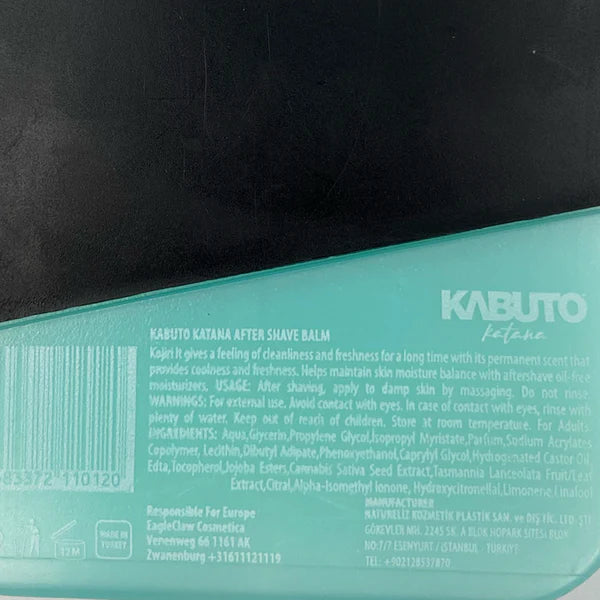 KABUTO
katana
KABUTO KATANA AFTER SHAVE BALM
Kojiri It gives a feeling of cleanliness and freshness for a long time with its permanent scent that
provides coolness and freshness. Helps maintain skin moisture balance with aftershave oil-free
moisturizers. USAGE: After shaving, apply to damp skin by massaging. Do not rinse.
WARNINGS: For external use. Avoid contact with eyes. In case of contact with eyes, rinse with
plenty of water. Keep out of reach of children. Store at room temperature. For Adults
INGREDIENTS: Aqua,Glycerin,Propylene Glycol,Isopropyl Myristate,Parfum,Sodium Acrylates
Copolymer, Lecithin,Dibutyl Adipate,Phenoxyethanol,Caprylyl Glycol,Hydrogenated Castor Oil
Edta,Tocopherol,Jojoba Esters,Cannabis Sativa Seed Extract,Tasmannia Lanceolata Fruit/Leaf
Extract,Citral,Alpha-Isomethyl Ionone, Hydroxycitronellal,Limonene,Linalool
83372 110120
12M
MADE IN
TURKEY
Responsible For Europe
EagleClaw Cosmetica
Venenweg 66 1161 AK
Zwanenburg +31611121119
MANUFACTURER
NATURELIZ KOZMETİK PLASTİK SAN. ve DIŞ TİC. LTD. ŞTİ
GÖKEVLER MH. 2245 SK. A BLOK HOPARK SİTESİ BLOK
NO:7/7 ESENYURT / İSTANBUL - TÜRKİYE
TEL: +902128537870